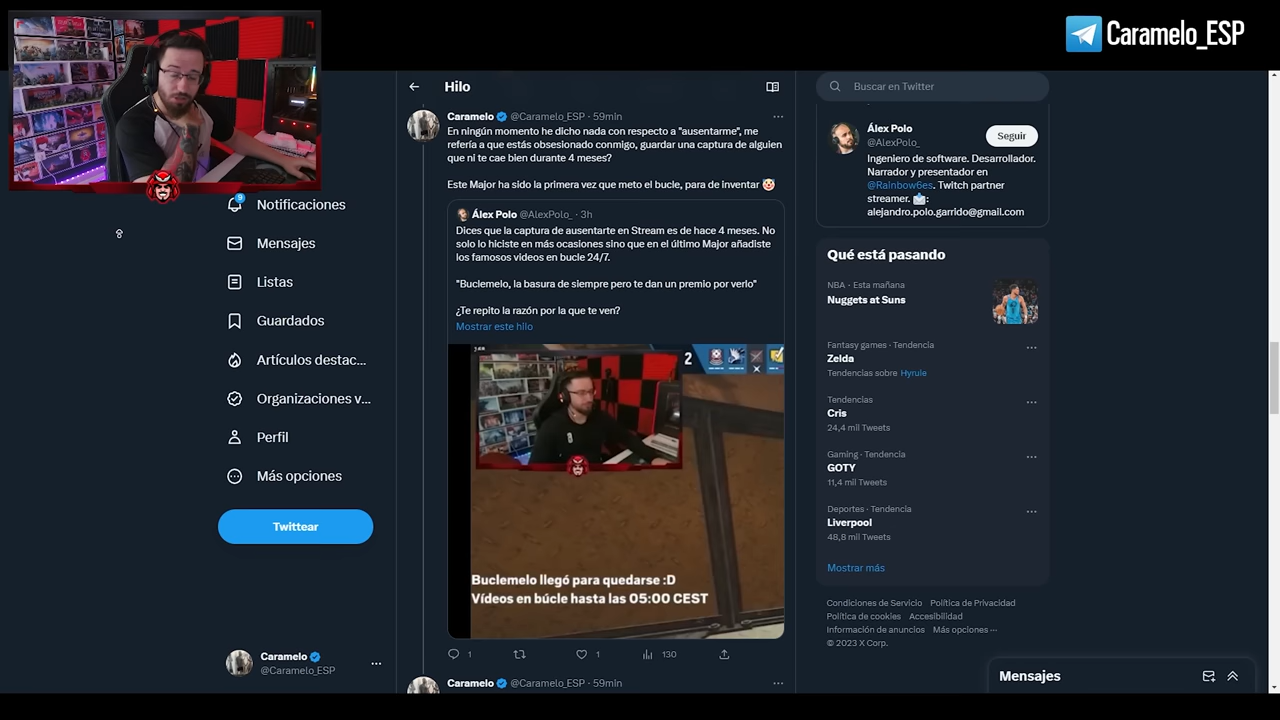 Caramelo_ESP
Hilo
Buscar en Twitter
Notificaciones
Mensajes
Listas
Guardados
Artículos destac...
Organizaciones v...
Perfil
Más opciones
Twittear
Caramelo
@Caramelo_ESP
Caramelo @Caramelo_ESP · 59min
En ningún momento he dicho nada con respecto a "ausentarme", me
refería a que estás obsesionado conmigo, guardar una captura de alguien
que ni te cae bien durante 4 meses?
Este Major ha sido la primera vez que meto el bucle, para de inventar
Álex Polo @AlexPolo_ · 3h
Dices que la captura de ausentarte en Stream es de hace 4 meses. No
solo lo hiciste en más ocasiones sino que en el último Major añadiste
los famosos videos en bucle 24/7.
"Buclemelo, la basura de siempre pero te dan un premio por verlo"
¿Te repito la razón por la que te ven?
Mostrar este hilo
2
Buclemelo llegó para quedarse :D
Vídeos en búcle hasta las 05:00 CEST
1
1
130
Caramelo @Caramelo_ESP · 59min
Álex Polo
@AlexPolo_
Seguir
Ingeniero de software. Desarrollador.
Narrador y presentador en
@Rainbow6es. Twitch partner
streamer. :
alejandro.polo.garrido@gmail.com
Qué está pasando
NBA · Esta mañana
Nuggets at Suns
Fantasy games · Tendencia
Zelda
Tendencias sobre Hyrule
Tendencias
Cris
24,4 mil Tweets
Gaming · Tendencia
GOTY
11,4 mil Tweets
Deportes · Tendencia
Liverpool
48,8 mil Tweets
Mostrar más
Condiciones de Servicio Política de Privacidad
Política de cookies Accesibilidad
Información de anuncios Más opciones ···
© 2023 X Corp.
Mensajes